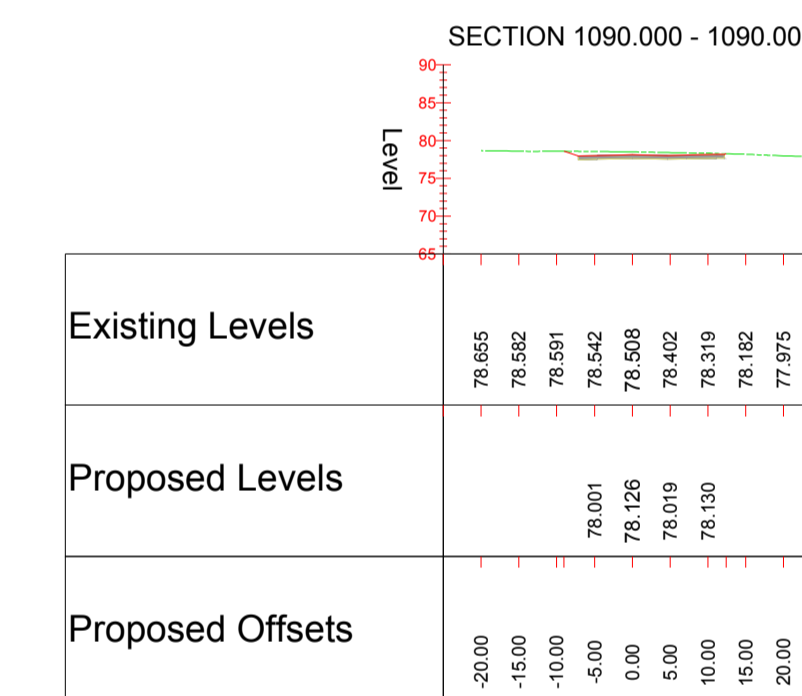 SECTION 1090.000 - 1090.00
90
85
80
75
70
65
Level
Existing Levels
78.655 78.582 78.591 78.542 78.508 78.402 78.319 78.182 77.975
Proposed Levels
78.001 78.126 78.019 78.130
Proposed Offsets
-20.00 -15.00 -10.00 -5.00 0.00 5.00 10.00 15.00 20.00